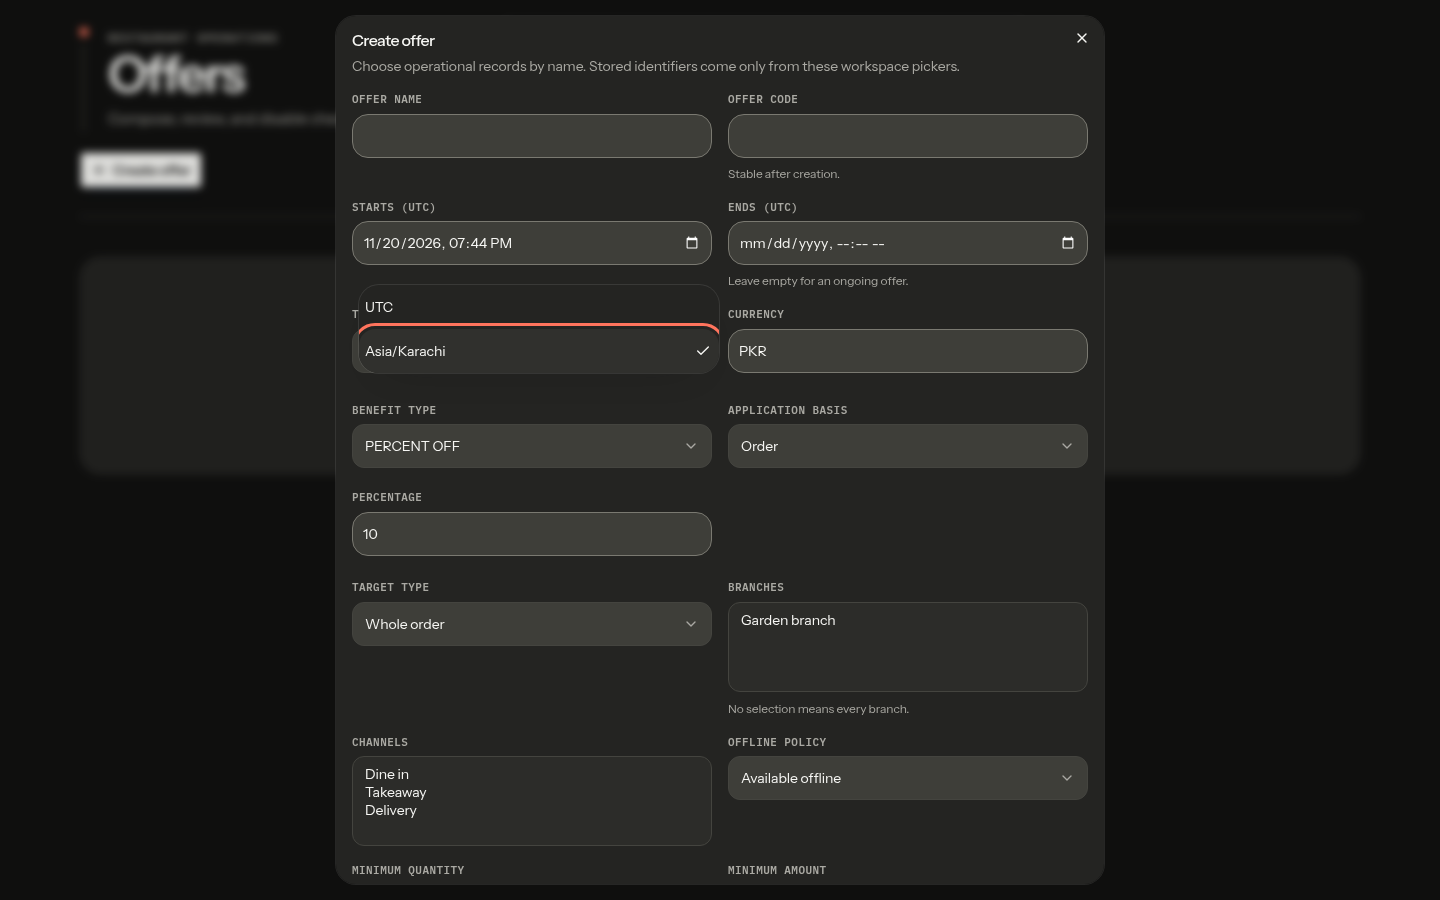 RESTAURANT OPERATIONS
Offers
Create offer
Create offer
Choose operational records by name. Stored identifiers come only from these workspace pickers.
OFFER NAME
OFFER CODE
Stable after creation.
STARTS (UTC)
ENDS (UTC)
11/20/2026, 07:44 PM
mm/dd/yyyy, --:-- --
Leave empty for an ongoing offer.
UTC
CURRENCY
Asia/Karachi
PKR
BENEFIT TYPE
APPLICATION BASIS
PERCENT OFF
Order
PERCENTAGE
10
TARGET TYPE
BRANCHES
Whole order
Garden branch
No selection means every branch.
CHANNELS
OFFLINE POLICY
Dine in
Takeaway
Delivery
Available offline
MINIMUM QUANTITY
MINIMUM AMOUNT